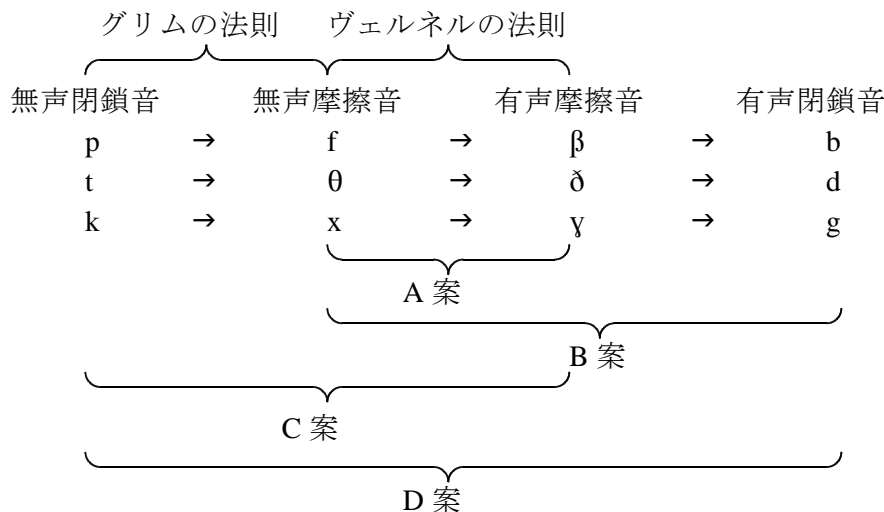 グリムの法則 ヴェルネルの法則
無声閉鎖音 無声摩擦音 有声摩擦音 有声閉鎖音
p → f → β → b
t → θ → ð → d
k → x → ɣ → g
A 案
B 案
C 案
D 案